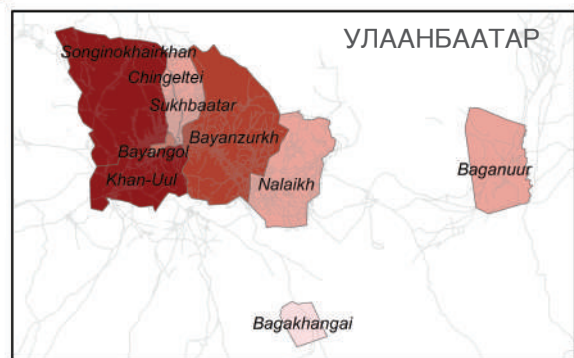 УЛААНБААТАР
Songinokhairkhan
Chingeltei
Sukhbaatar
Bayanzurkh
Bayangol
Khan-Uul
Nalaikh
Baganuur
Bagakhangai